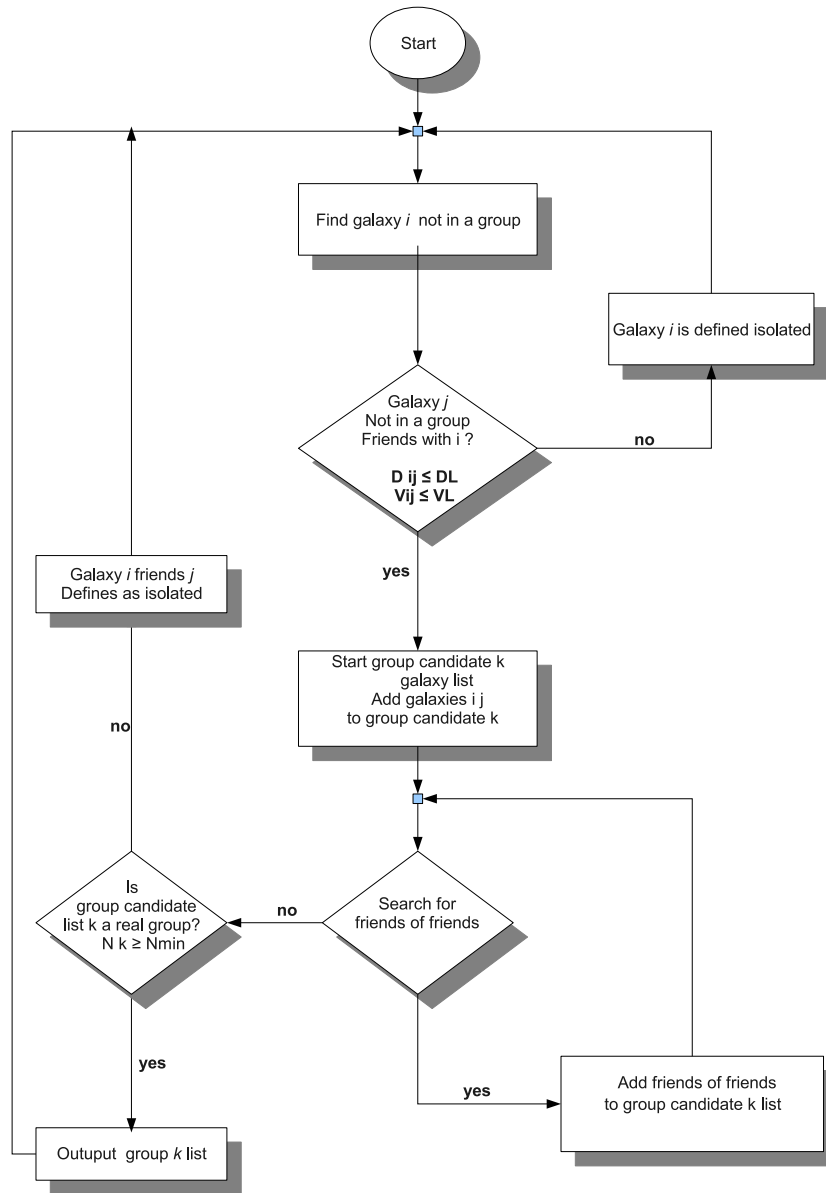 Start
Find galaxy i not in a group
Galaxy i is defined isolated
Galaxy j
Not in a group
Friends with i ?
D ij ≤ DL
Vij ≤ VL
no
yes
Galaxy i friends j
Defines as isolated
Start group candidate k
galaxy list
Add galaxies i j
to group candidate k
no
Is
group candidate
list k a real group?
N k ≥ Nmin
no
Search for
friends of friends
yes
yes
Add friends of friends
to group candidate k list
Outuput group k list